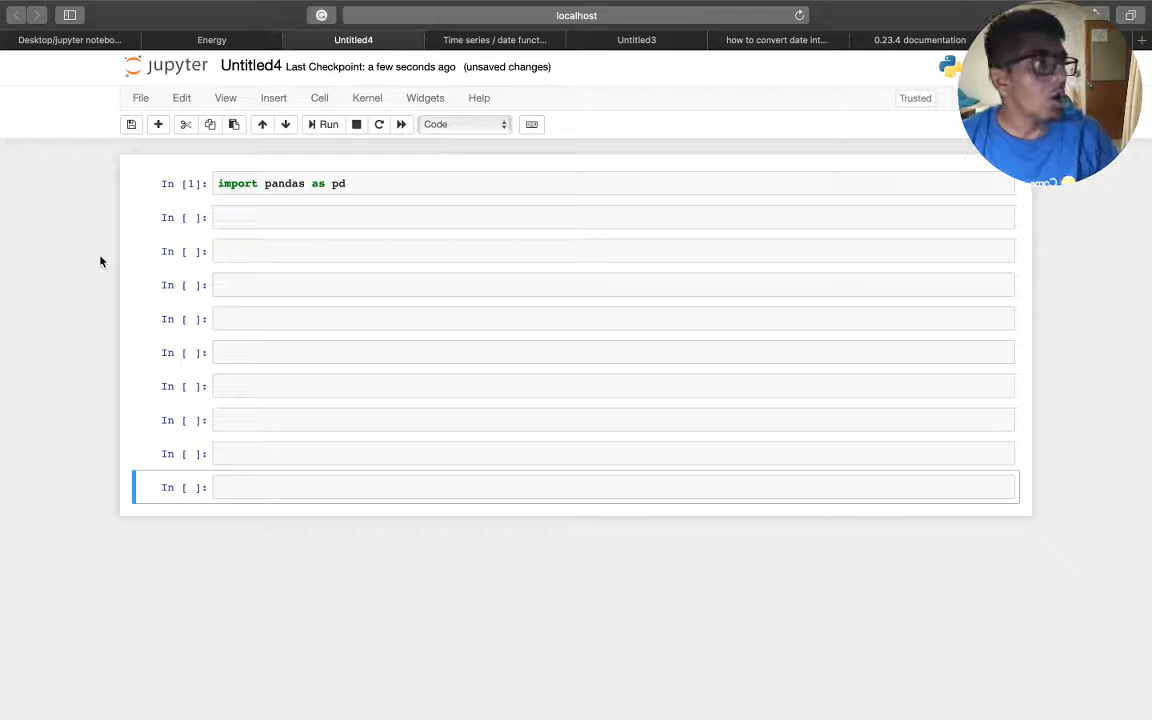 localhost
Desktop/jupyter notebo...
Energy
Untitled4
Time series / date funct...
Untitled3
how to convert date int...
0.23.4 documentation
jupyter Untitled4 Last Checkpoint: a few seconds ago (unsaved changes)
File Edit View Insert Cell Kernel Widgets Help
Trusted
Run Code
In [1]: import pandas as pd
In [ ]:
In [ ]:
In [ ]:
In [ ]:
In [ ]:
In [ ]:
In [ ]:
In [ ]:
In [ ]: